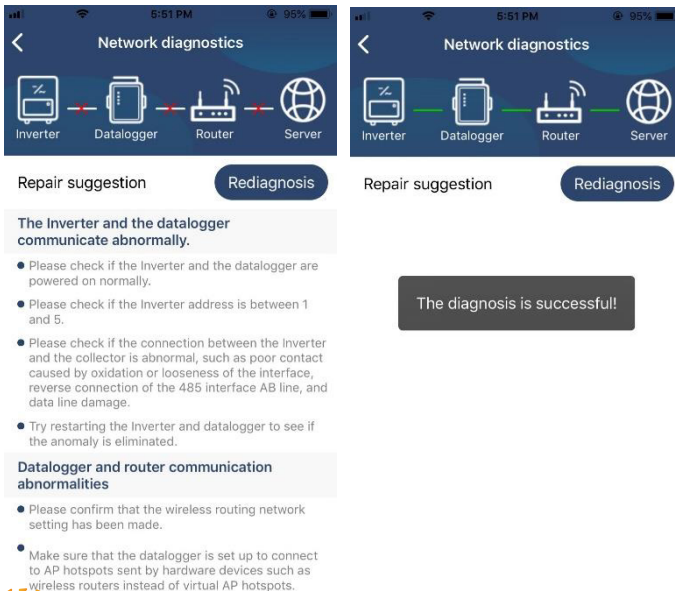 5:51 PM
95%
Network diagnostics
Inverter Datalogger Router Server
Repair suggestion
Rediagnosis
The Inverter and the datalogger
communicate abnormally.
Please check if the Inverter and the datalogger are
powered on normally.
Please check if the Inverter address is between 1
and 5.
Please check if the connection between the Inverter
and the collector is abnormal, such as poor contact
caused by oxidation or looseness of the interface,
reverse connection of the 485 interface AB line, and
data line damage.
Try restarting the Inverter and datalogger to see if
the anomaly is eliminated.
Datalogger and router communication
abnormalities
Please confirm that the wireless routing network
setting has been made.
Make sure that the datalogger is set up to connect
to AP hotspots sent by hardware devices such as
wireless routers instead of virtual AP hotspots.
5:51 PM
95%
Network diagnostics
Inverter Datalogger Router Server
Repair suggestion
Rediagnosis
The diagnosis is successful!